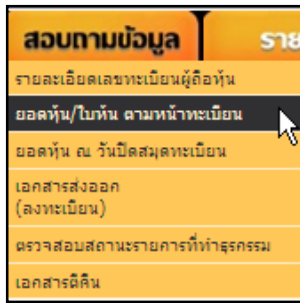 สอบถามข้อมูล
ราย
รายละเอียดเลขทะเบียนผู้ถือหุ้น
ยอดหุ้น/ใบหุ้น ตามหน้าทะเบียน
ยอดหุ้น ณ วันปิดสมุดทะเบียน
เอกสารส่งออก
(ลงทะเบียน)
ตรวจสอบสถานะรายการที่ทำธุรกรรม
เอกสารตีคืน